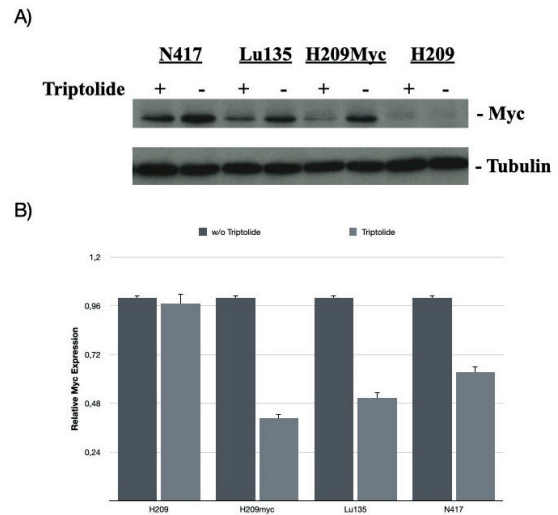 A)
N417 Lu135 H209Myc H209
Triptolide + - + - + - + -
- Myc
- Tubulin
B)
w/o Triptolide Triptolide
1,2
0,96
0,72
0,48
0,24
Relative Myc Expression
H209 H209myc Lu135 N417